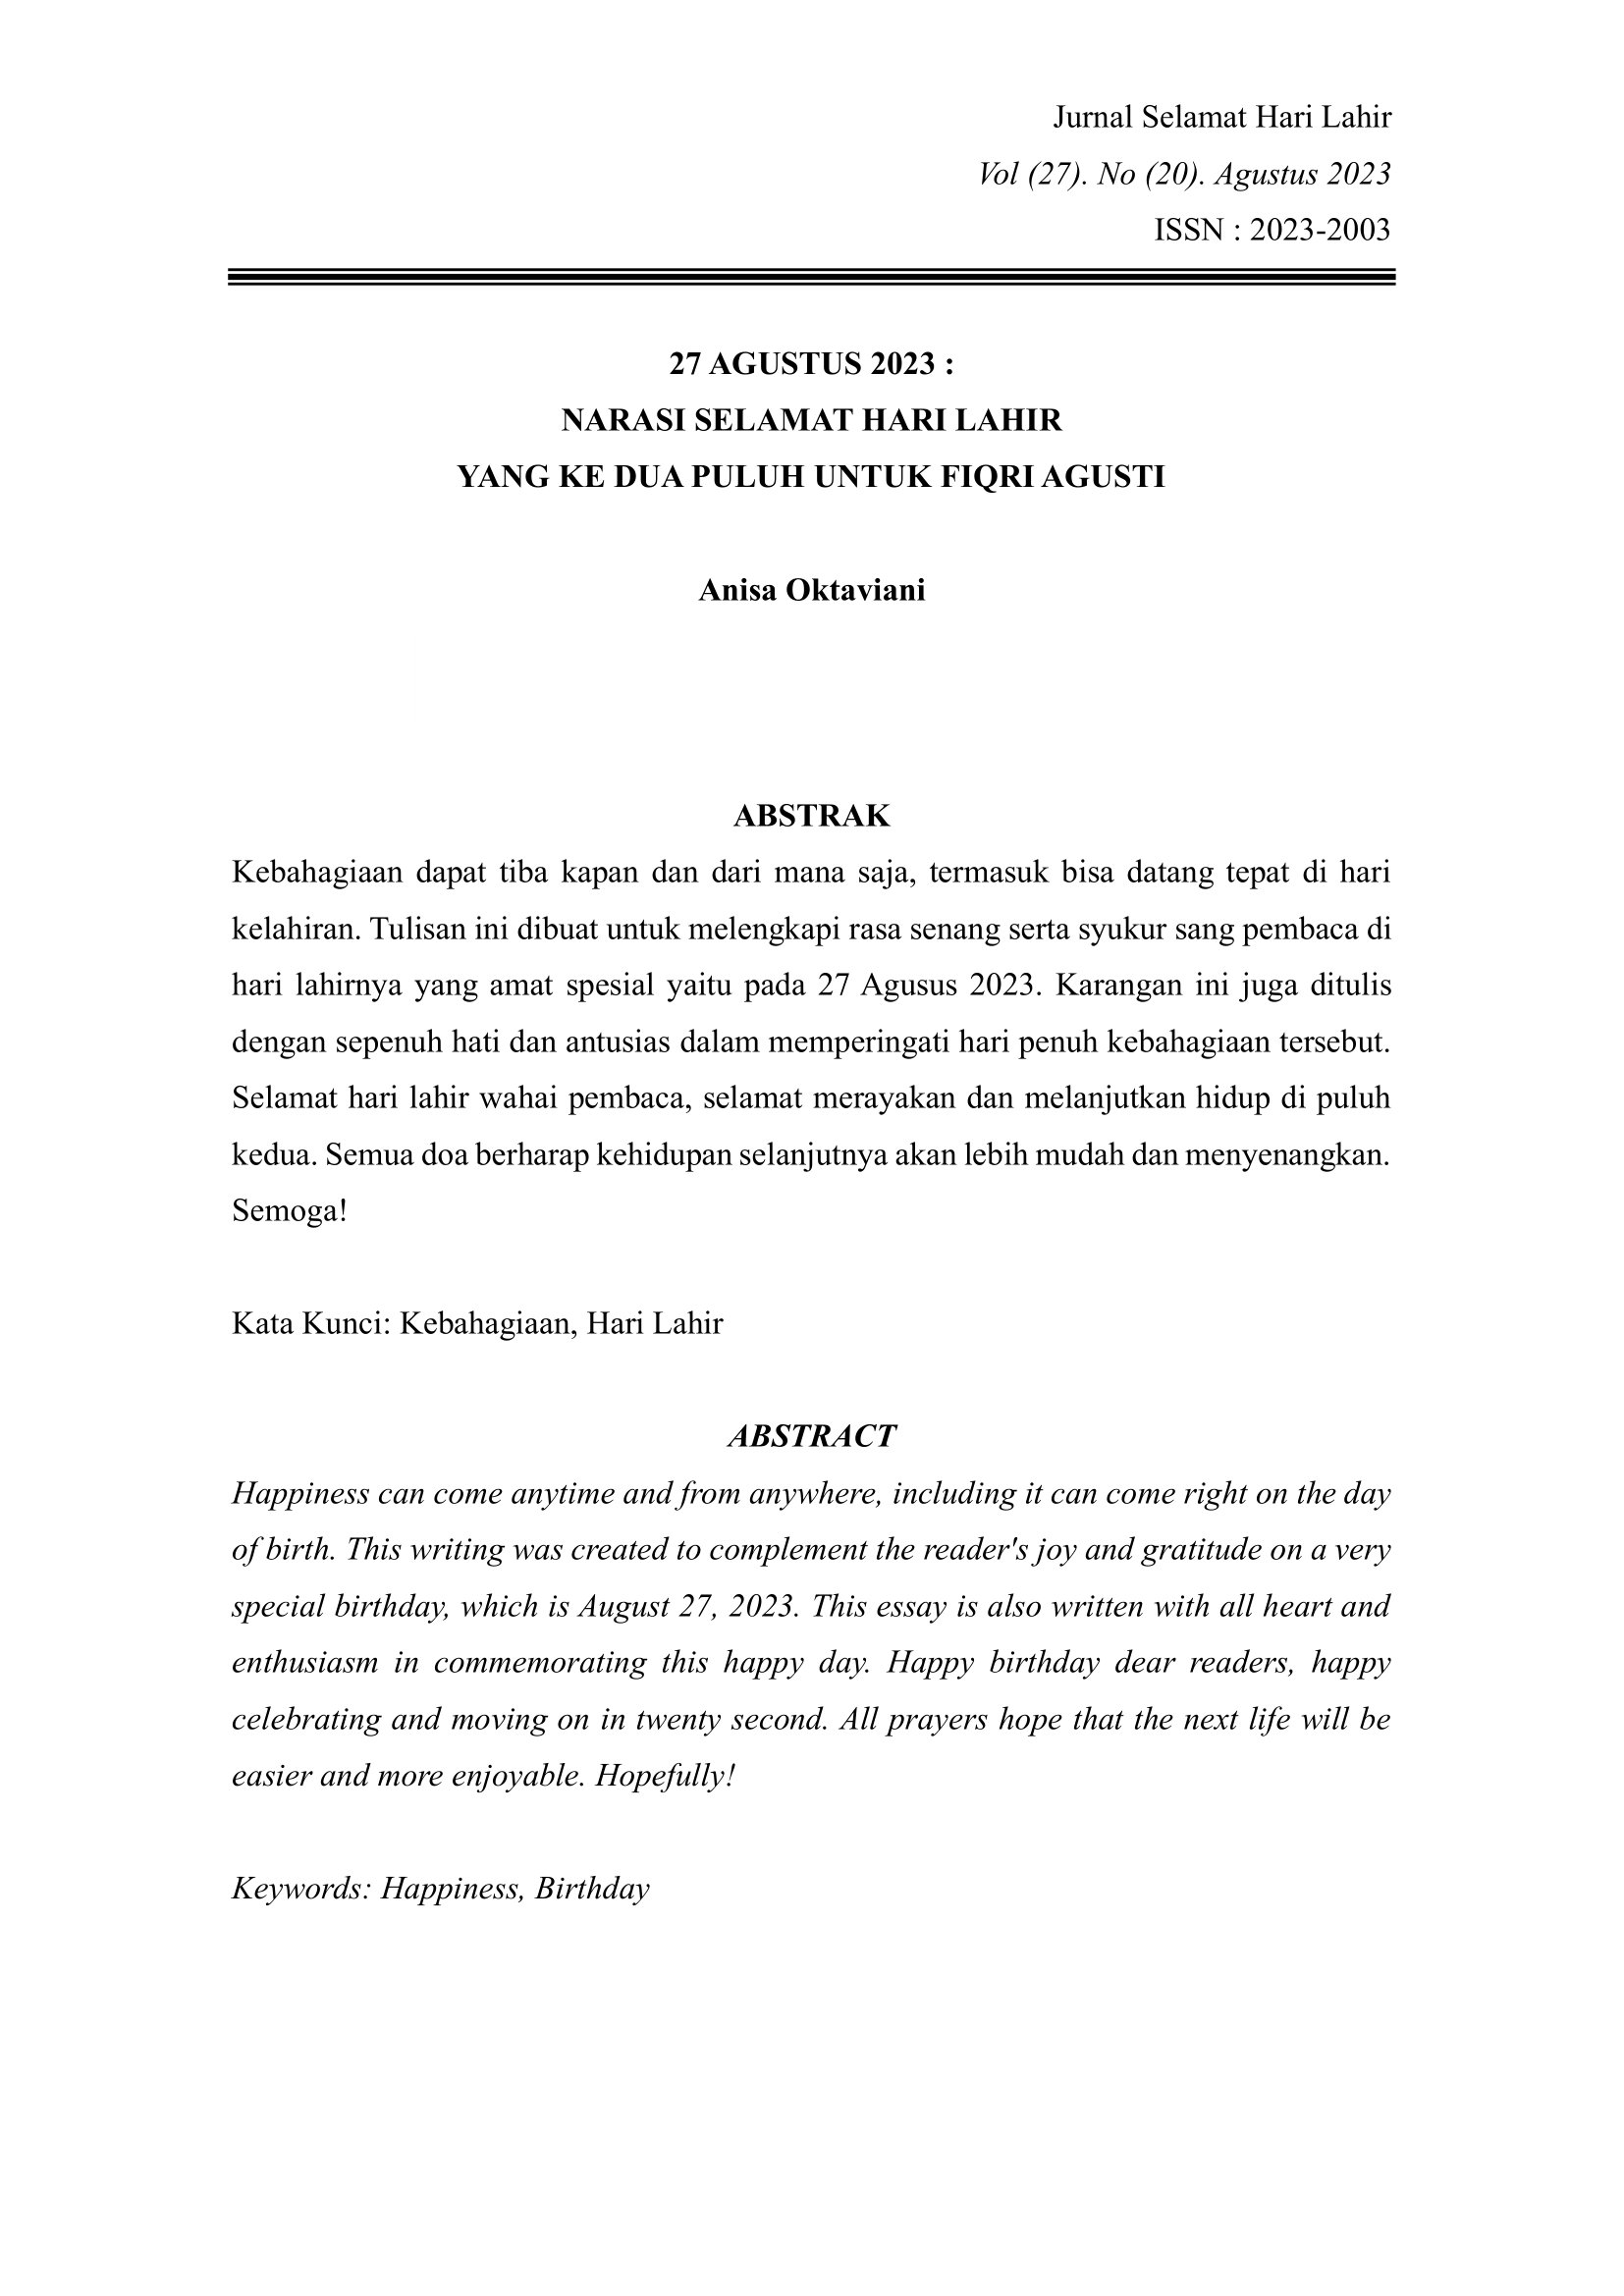 Jurnal Selamat Hari Lahir
Vol (27). No (20). Agustus 2023
ISSN : 2023-2003
27 AGUSTUS 2023 :
NARASI SELAMAT HARI LAHIR
YANG KE DUA PULUH UNTUK FIQRI AGUSTI
Anisa Oktaviani
ABSTRAK
Kebahagiaan dapat tiba kapan dan dari mana saja, termasuk bisa datang tepat di hari
kelahiran. Tulisan ini dibuat untuk melengkapi rasa senang serta syukur sang pembaca di
hari lahirnya yang amat spesial yaitu pada 27 Agusus 2023. Karangan ini juga ditulis
dengan sepenuh hati dan antusias dalam memperingati hari penuh kebahagiaan tersebut.
Selamat hari lahir wahai pembaca, selamat merayakan dan melanjutkan hidup di puluh
kedua. Semua doa berharap kehidupan selanjutnya akan lebih mudah dan menyenangkan.
Semoga!
Kata Kunci: Kebahagiaan, Hari Lahir
ABSTRACT
Happiness can come anytime and from anywhere, including it can come right on the day
of birth. This writing was created to complement the reader's joy and gratitude on a very
special birthday, which is August 27, 2023. This essay is also written with all heart and
enthusiasm in commemorating this happy day. Happy birthday dear readers, happy
celebrating and moving on in twenty second. All prayers hope that the next life will be
easier and more enjoyable. Hopefully!
Keywords: Happiness, Birthday